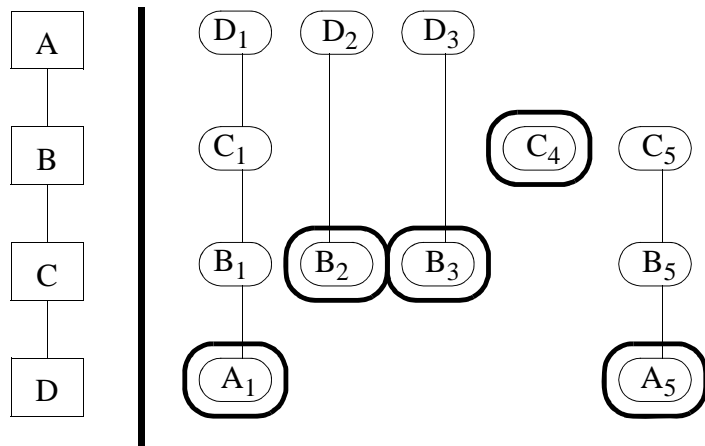 A D₁ D₂ D₃
B C₁ C₄ C₅
C B₁ B₂ B₃ B₅
D A₁ A₅